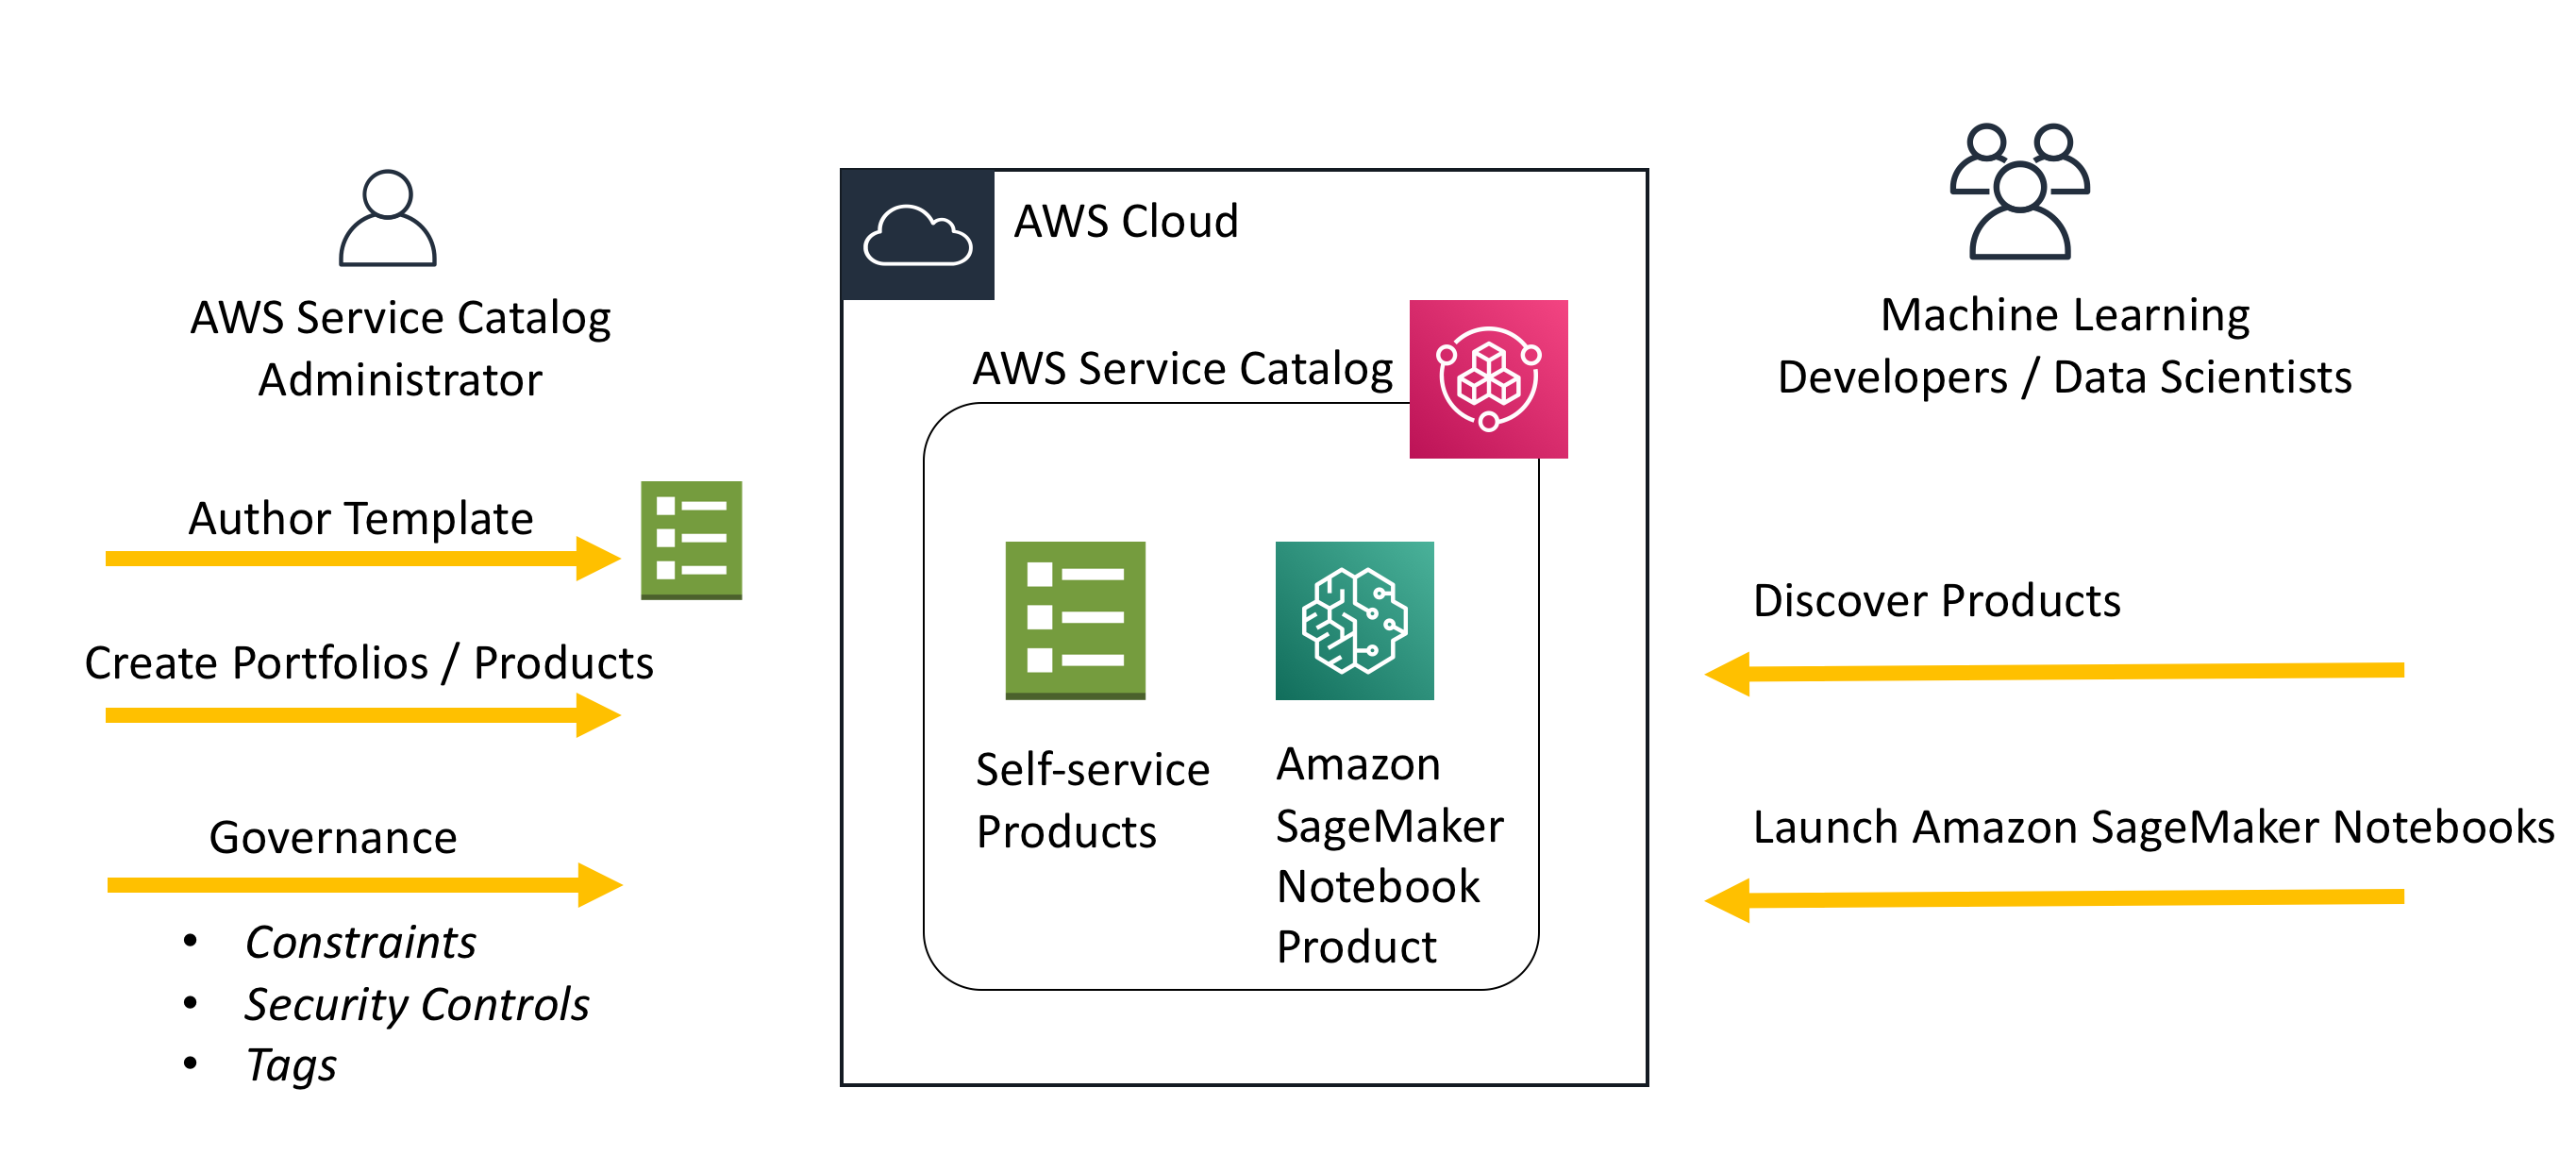 AWS Service Catalog
Administrator
Author Template
Create Portfolios / Products
Governance
• Constraints
• Security Controls
• Tags
AWS Cloud
AWS Service Catalog
Self-service
Products
Amazon
SageMaker
Notebook
Product
Machine Learning
Developers / Data Scientists
Discover Products
Launch Amazon SageMaker Notebooks